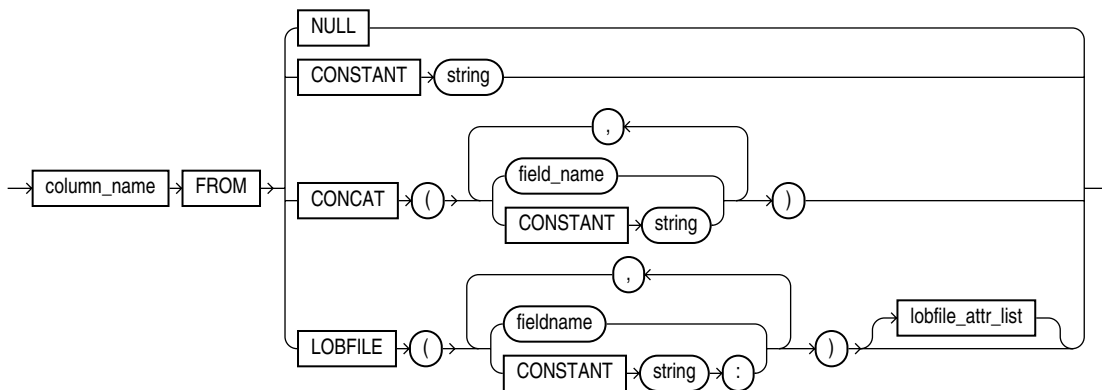 NULL
CONSTANT string
,
field_name
column_name FROM
CONCAT ( )
CONSTANT string
,
fieldname lobfile_attr_list
LOBFILE ( )
CONSTANT string :